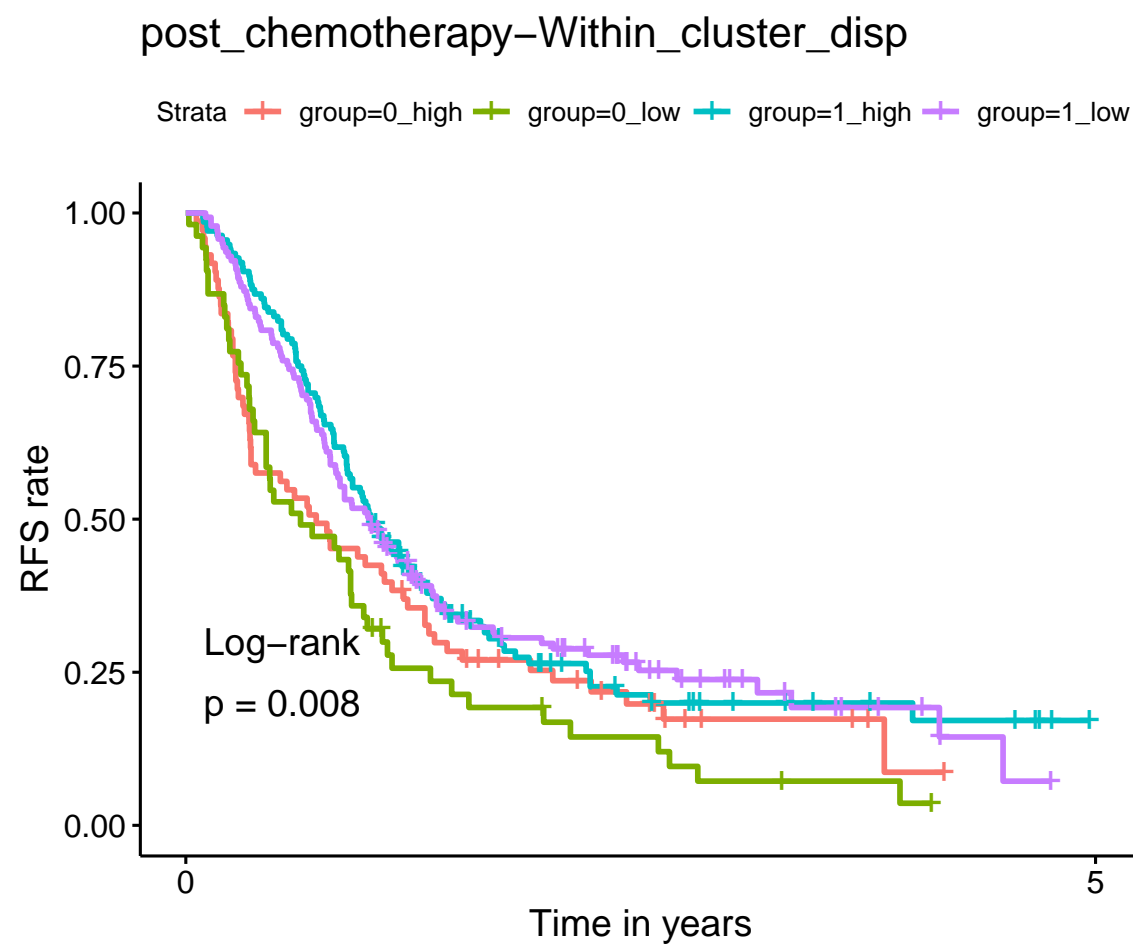 post_chemotherapy−Within_cluster_disp
Strata group=0_high group=0_low group=1_high group=1_low
1.00
0.75
0.50
0.25
0.00
RFS rate
Log−rank
p = 0.008
0 5
Time in years